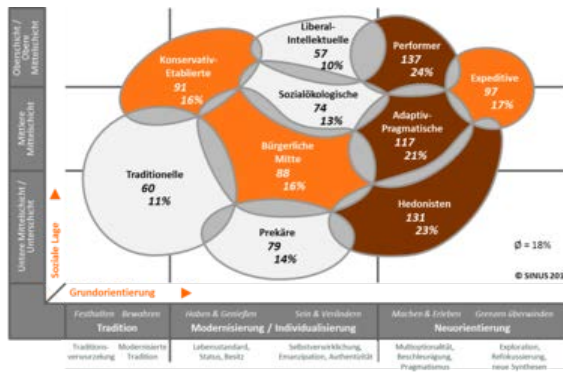 Oberschicht /
Obere
Mittelschicht
Mittlere
Mittelschicht
Untere Mittelschicht /
Unterschicht
Soziale Lage
Konservativ-
Etablierte
91
16%
Liberal-
Intellektuelle
57
10%
Performer
137
24%
Expeditive
97
17%
Sozialökologische
74
13%
Adaptiv-
Pragmatische
117
21%
Traditionelle
60
11%
Bürgerliche
Mitte
88
16%
Hedonisten
131
23%
Prekäre
79
14%
Ø = 18%
© SINUS 201
Grundorientierung
Festhalten Bewahren
Tradition
Haben & Genießen Sein & Verändern
Modernisierung / Individualisierung
Machen & Erleben Grenzen überwinden
Neuorientierung
Traditions-
verwurzelung
Modernisierte
Tradition
Lebensstandard,
Status, Besitz
Selbstverwirklichung,
Emanzipation, Authentizität
Multioptionalität,
Beschleunigung,
Pragmatismus
Exploration,
Refokussierung,
neue Synthesen